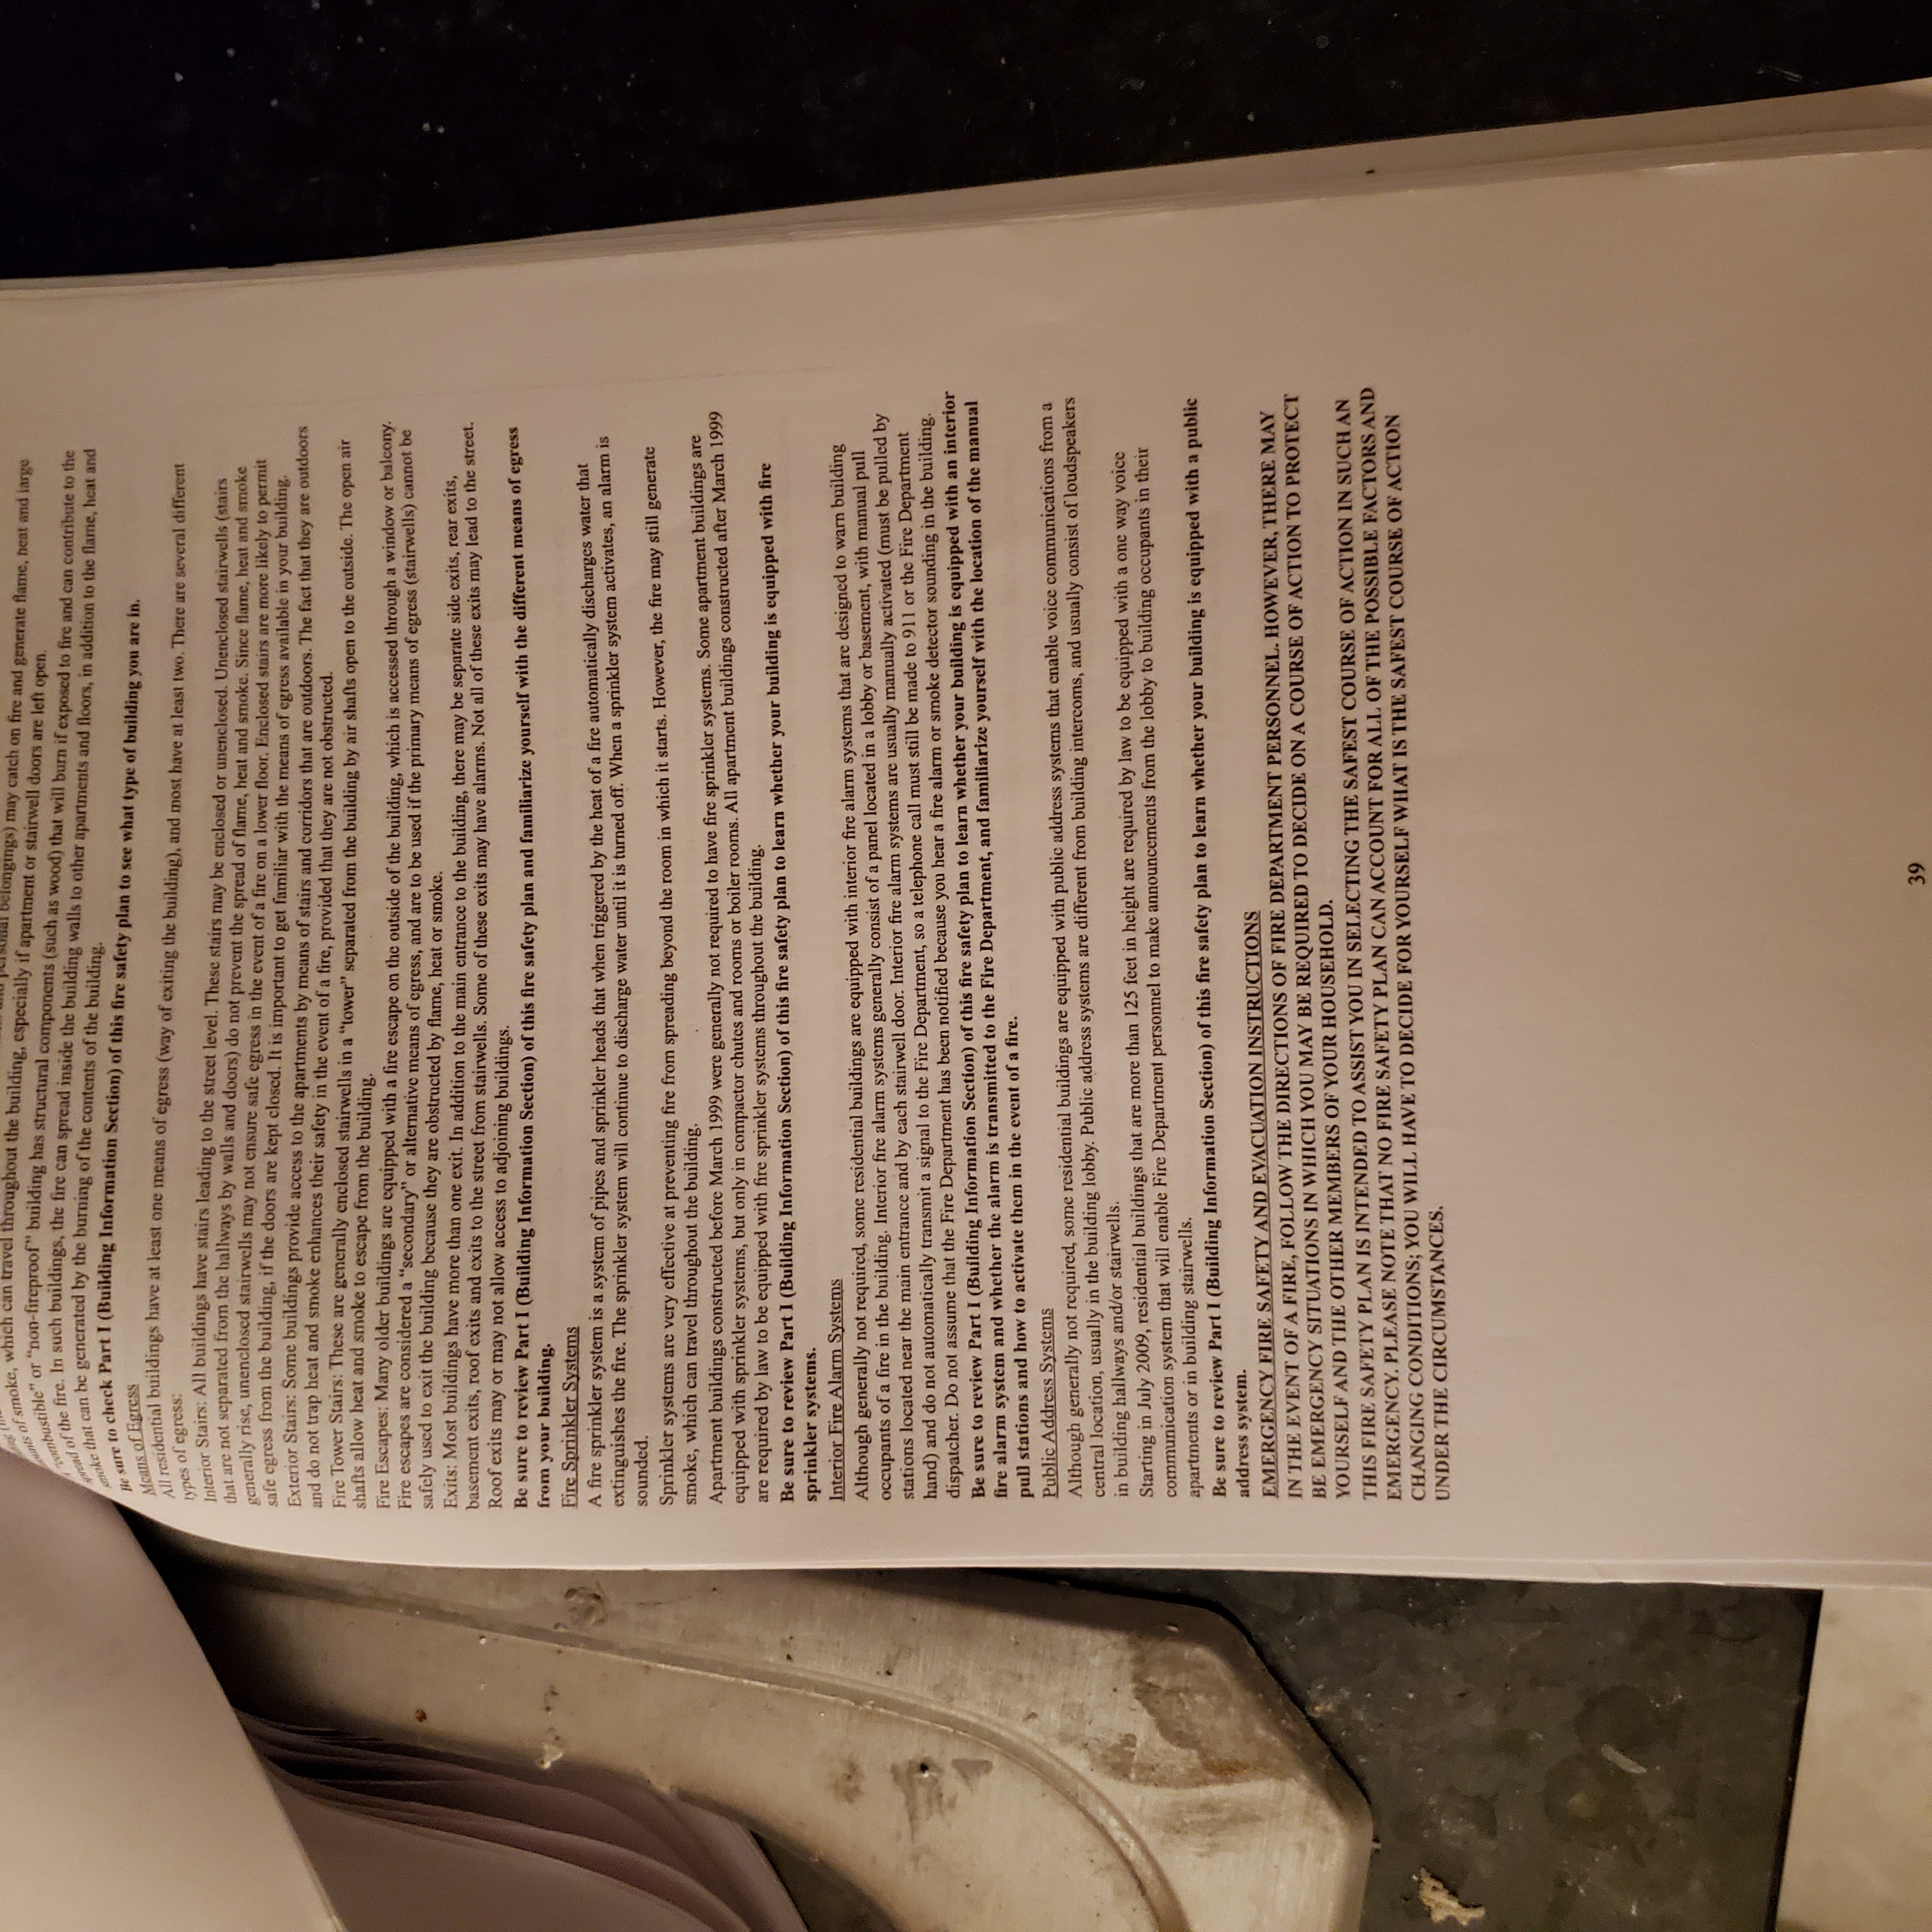 personal belongings) may catch on fire and generate flame, heat and large
of smoke, which can travel throughout the building, especially if apartment or stairwell doors are left open.
"combustible" or "non-fireproof" building has structural components (such as wood) that will burn if exposed to fire and can contribute to the
spread of the fire. In such buildings, the fire can spread inside the building walls to other apartments and floors, in addition to the flame, heat and
smoke that can be generated by the burning of the contents of the building.
Be sure to check Part I (Building Information Section) of this fire safety plan to see what type of building you are in.
Means of Egress
All residential buildings have at least one means of egress (way of exiting the building), and most have at least two. There are several different
types of egress:
Interior Stairs: All buildings have stairs leading to the street level. These stairs may be enclosed or unenclosed. Unenclosed stairwells (stairs
that are not separated from the hallways by walls and doors) do not prevent the spread of flame, heat and smoke. Since flame, heat and smoke
generally rise, unenclosed stairwells may not ensure safe egress in the event of a fire on a lower floor. Enclosed stairs are more likely to permit
safe egress from the building, if the doors are kept closed. It is important to get familiar with the means of egress available in your building.
Exterior Stairs: Some buildings provide access to the apartments by means of stairs and corridors that are outdoors. The fact that they are outdoors
and do not trap heat and smoke enhances their safety in the event of a fire, provided that they are not obstructed.
Fire Tower Stairs: These are generally enclosed stairwells in a "tower" separated from the building by air shafts open to the outside. The open air
shafts allow heat and smoke to escape from the building.
Fire Escapes: Many older buildings are equipped with a fire escape on the outside of the building, which is accessed through a window or balcony.
Fire escapes are considered a "secondary" or alternative means of egress, and are to be used if the primary means of egress (stairwells) cannot be
safely used to exit the building because they are obstructed by flame, heat or smoke.
Exits: Most buildings have more than one exit. In addition to the main entrance to the building, there may be separate side exits, rear exits,
basement exits, roof exits and exits to the street from stairwells. Some of these exits may have alarms. Not all of these exits may lead to the street.
Roof exits may or may not allow access to adjoining buildings.
Be sure to review Part I (Building Information Section) of this fire safety plan and familiarize yourself with the different means of egress
from your building.
Fire Sprinkler Systems
A fire sprinkler system is a system of pipes and sprinkler heads that when triggered by the heat of a fire automatically discharges water that
extinguishes the fire. The sprinkler system will continue to discharge water until it is turned off. When a sprinkler system activates, an alarm is
sounded.
Sprinkler systems are very effective at preventing fire from spreading beyond the room in which it starts. However, the fire may still generate
smoke, which can travel throughout the building.
Apartment buildings constructed before March 1999 were generally not required to have fire sprinkler systems. Some apartment buildings are
equipped with sprinkler systems, but only in compactor chutes and rooms or boiler rooms. All apartment buildings constructed after March 1999
are required by law to be equipped with fire sprinkler systems throughout the building.
Be sure to review Part I (Building Information Section) of this fire safety plan to learn whether your building is equipped with fire
sprinkler systems.
Interior Fire Alarm Systems
Although generally not required, some residential buildings are equipped with interior fire alarm systems that are designed to warn building
occupants of a fire in the building. Interior fire alarm systems generally consist of a panel located in a lobby or basement, with manual pull
stations located near the main entrance and by each stairwell door. Interior fire alarm systems are usually manually activated (must be pulled by
hand) and do not automatically transmit a signal to the Fire Department, so a telephone call must still be made to 911 or the Fire Department
dispatcher. Do not assume that the Fire Department has been notified because you hear a fire alarm or smoke detector sounding in the building.
Be sure to review Part I (Building Information Section) of this fire safety plan to learn whether your building is equipped with an interior
fire alarm system and whether the alarm is transmitted to the Fire Department, and familiarize yourself with the location of the manual
pull stations and how to activate them in the event of a fire.
Public Address Systems
Although generally not required, some residential buildings are equipped with public address systems that enable voice communications from a
central location, usually in the building lobby. Public address systems are different from building intercoms, and usually consist of loudspeakers
in building hallways and/or stairwells.
Starting in July 2009, residential buildings that are more than 125 feet in height are required by law to be equipped with a one way voice
communication system that will enable Fire Department personnel to make announcements from the lobby to building occupants in their
apartments or in building stairwells.
Be sure to review Part I (Building Information Section) of this fire safety plan to learn whether your building is equipped with a public
address system.
EMERGENCY FIRE SAFETY AND EVACUATION INSTRUCTIONS
IN THE EVENT OF A FIRE, FOLLOW THE DIRECTIONS OF FIRE DEPARTMENT PERSONNEL. HOWEVER, THERE MAY
BE EMERGENCY SITUATIONS IN WHICH YOU MAY BE REQUIRED TO DECIDE ON A COURSE OF ACTION TO PROTECT
YOURSELF AND THE OTHER MEMBERS OF YOUR HOUSEHOLD.
THIS FIRE SAFETY PLAN IS INTENDED TO ASSIST YOU IN SELECTING THE SAFEST COURSE OF ACTION IN SUCH AN
EMERGENCY. PLEASE NOTE THAT NO FIRE SAFETY PLAN CAN ACCOUNT FOR ALL OF THE POSSIBLE FACTORS AND
CHANGING CONDITIONS; YOU WILL HAVE TO DECIDE FOR YOURSELF WHAT IS THE SAFEST COURSE OF ACTION
UNDER THE CIRCUMSTANCES.
39